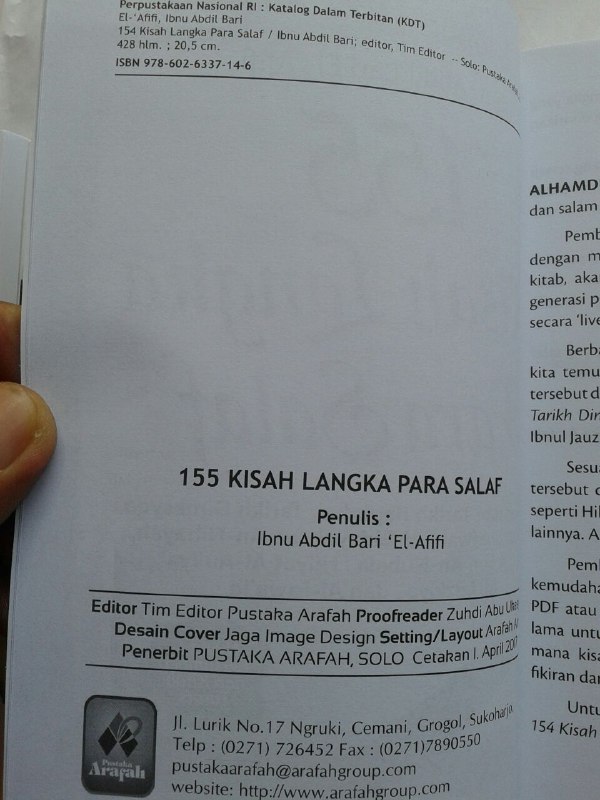 Perpustakaan Nasional RI : Katalog Dalam Terbitan (KDT)
El-'Afifi, Ibnu Abdil Bari
154 Kisah Langka Para Salaf / Ibnu Abdil Bari; editor, Tim Editor -- Solo: Pustaka
428 hlm. ; 20,5 cm.
ISBN 978-602-6337-14-6
155 KISAH LANGKA PARA SALAF
Penulis :
Ibnu Abdil Bari 'El-Afifi
Editor Tim Editor Pustaka Arafah Proofreader Zuhdi Abu
Desain Cover Jaga Image Design Setting/Layout Arafah
Penerbit PUSTAKA ARAFAH, SOLO Cetakan I. April
Pustaka
Arafah
Jl. Lurik No.17 Ngruki, Cemani, Grogol, Sukoharjo
Telp : (0271) 726452 Fax : (0271)7890550
pustakaarafah@arafahgroup.com
website: http://www.arafahgroup.com
ALHAMD
dan salam
Pemb
dengan m
kitab, aka
generasi p
secara 'live
Berba
kita temu
tersebut d
Tarikh Dim
Ibnul Jauz
Sesua
tersebut d
seperti Hil
lainnya. A
Pemb
kemudaha
PDF atau
lama untu
mana kisa
fikiran dan
Untu
154 Kisah